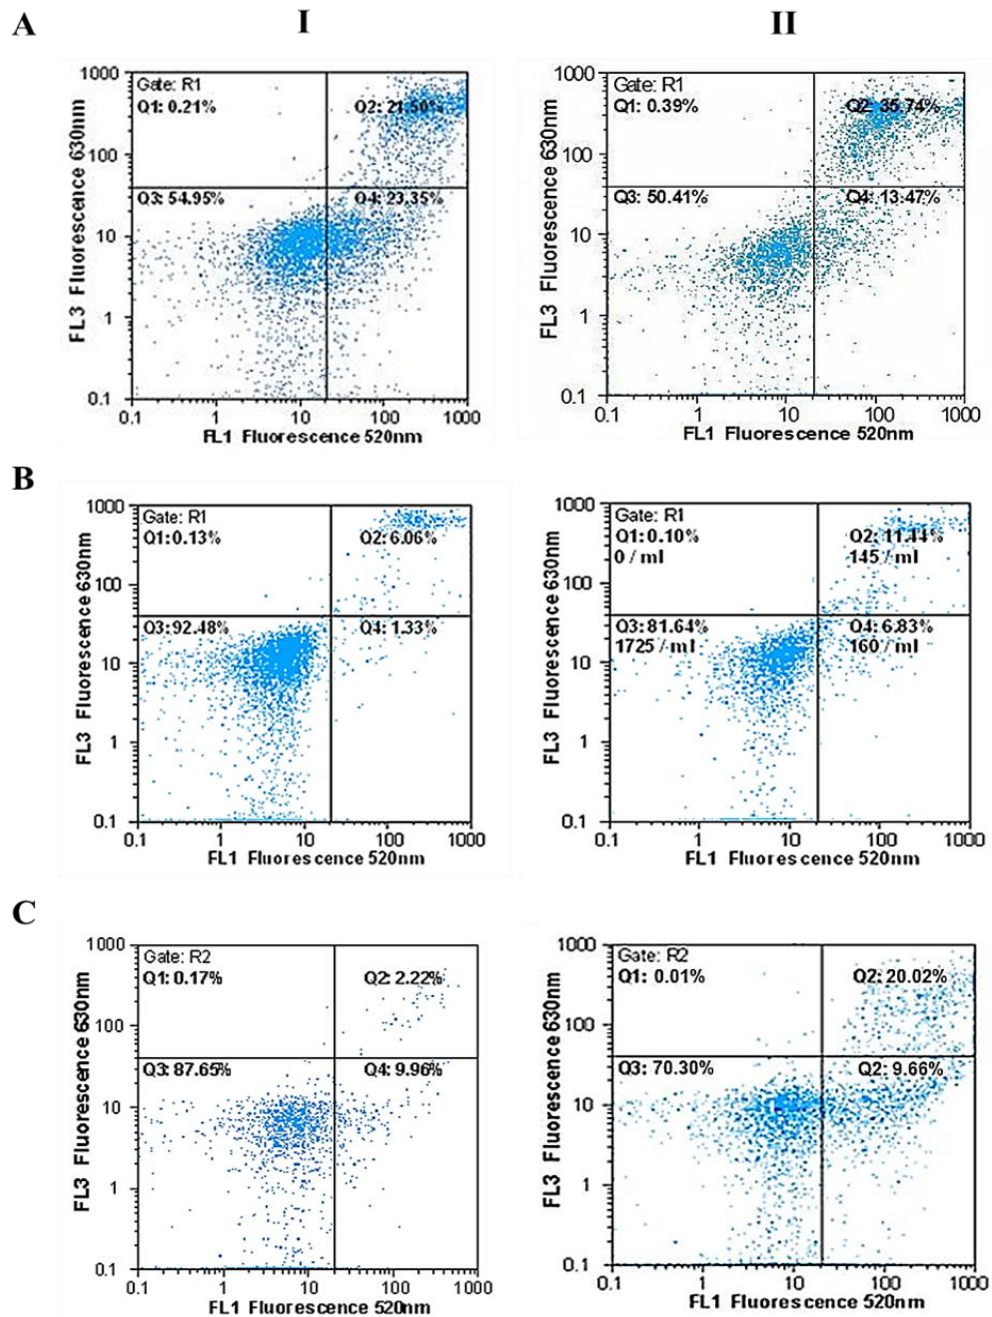 A
I
II
1000
Gate: R1
Q1: 0.21%
Q2: 21.50%
100
Q3: 54.95%
Q4: 23.35%
10
1
0.1
0.1
1
10
100
1000
FL3 Fluorescence 630nm
FL1 Fluorescence 520nm
1000
Gate: R1
Q1: 0.39%
Q2: 35.74%
100
Q3: 50.41%
Q4: 13.47%
10
1
0.1
0.1
1
10
100
1000
FL3 Fluorescence 630nm
FL1 Fluorescence 520nm
B
1000
Gate: R1
Q1: 0.13%
Q2: 6.06%
100
Q3: 92.48%
Q4: 1.33%
10
1
0.1
0.1
1
10
100
1000
FL3 Fluorescence 630nm
FL1 Fluorescence 520nm
1000
Gate: R1
Q1: 0.10%
0 / ml
Q2: 11.44%
145 / ml
100
Q3: 81.64%
1725 / ml
Q4: 6.83%
160 / ml
10
1
0.1
0.1
1
10
100
1000
FL3 Fluorescence 630nm
FL1 Fluorescence 520nm
C
1000
Gate: R2
Q1: 0.17%
Q2: 2.22%
100
Q3: 87.65%
Q4: 9.96%
10
1
0.1
0.1
1
10
100
1000
FL3 Fluorescence 630nm
FL1 Fluorescence 520nm
1000
Gate: R2
Q1: 0.01%
Q2: 20.02%
100
Q3: 70.30%
Q2: 9.66%
10
1
0.1
0.1
1
10
100
1000
FL3 Fluorescence 630nm
FL1 Fluorescence 520nm